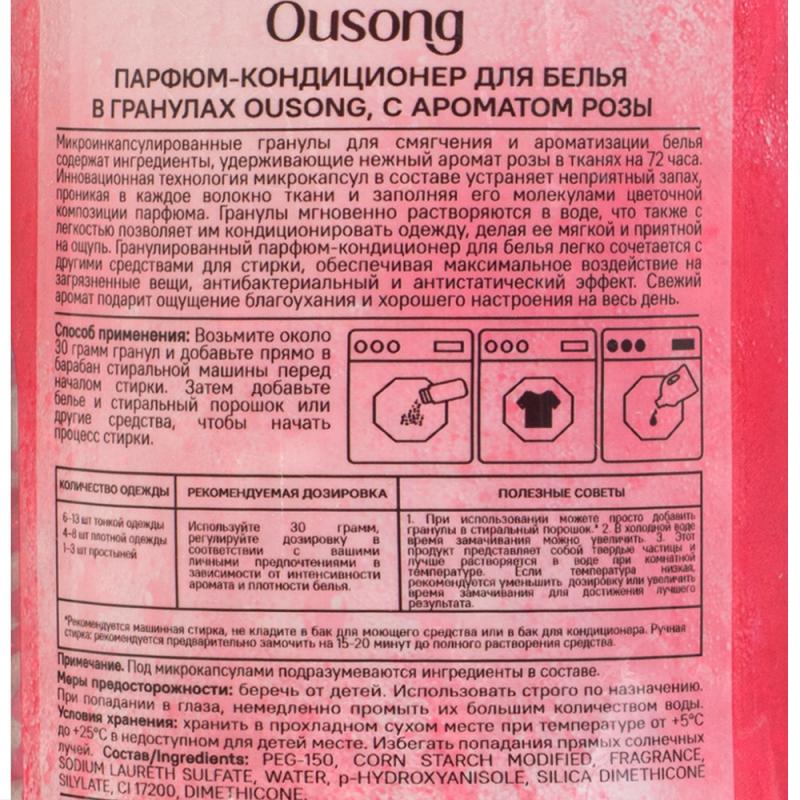 Ousong
ПАРФЮМ-КОНДИЦИОНЕР ДЛЯ БЕЛЬЯ
В ГРАНУЛАХ OUSONG, С АРОМАТОМ РОЗЫ
Микроинкапсулированные гранулы для смягчения и ароматизации белья
содержат ингредиенты, удерживающие нежный аромат розы в тканях на 72 часа.
Инновационная технология микрокапсул в составе устраняет неприятный запах,
проникая в каждое волокно ткани и заполняя его молекулами цветочной
композиции парфюма. Гранулы мгновенно растворяются в воде, что также с
легкостью позволяет им кондиционировать одежду, делая ее мягкой и приятной
на ощупь. Гранулированный парфюм-кондиционер для белья легко сочетается с
другими средствами для стирки, обеспечивая максимальное воздействие на
загрязненные вещи, антибактериальный и антистатический эффект. Свежий
аромат подарит ощущение благоухания и хорошего настроения на весь день.
Способ применения: Возьмите около
30 грамм гранул и добавьте прямо в
барабан стиральной машины перед
началом стирки. Затем добавьте
белье и стиральный порошок или
другие средства, чтобы начать
процесс стирки.
КОЛИЧЕСТВО ОДЕЖДЫ
6-13 шт тонкой одежды
4-8 шт плотной одежды
1-3 шт простыней
РЕКОМЕНДУЕМАЯ ДОЗИРОВКА
Используйте 30 грамм,
регулируйте дозировку в
соответствии с вашими
личными предпочтениями в
зависимости от интенсивности
аромата и плотности белья.
ПОЛЕЗНЫЕ СОВЕТЫ
1. При использовании можете просто добавить
гранулы в стиральный порошок.* 2. В холодной воде
время замачивания можно увеличить. 3. Этот
продукт представляет собой твердые частицы и
лучше растворяется в воде при комнатной
температуре. Если температура низкая,
рекомендуется уменьшить дозировку или увеличить
время замачивания для достижения лучшего
результата.
*Рекомендуется машинная стирка, не кладите в бак для моющего средства или в бак для кондиционера. Ручная
стирка: рекомендуется предварительно замочить на 15-20 минут до полного растворения средства.
Примечание. Под микрокапсулами подразумеваются ингредиенты в составе.
Меры предосторожности: беречь от детей. Использовать строго по назначению.
При попадании в глаза, немедленно промыть их большим количеством воды.
Условия хранения: хранить в прохладном сухом месте при температуре от +5°C
до +25°C в недоступном для детей месте. Избегать попадания прямых солнечных
лучей. Состав/Ingredients: PEG-150, CORN STARCH MODIFIED, FRAGRANCE,
SODIUM LAURETH SULFATE, WATER, p-HYDROXYANISOLE, SILICA DIMETHICONE
SILYLATE, CI 17200, DIMETHICONE.